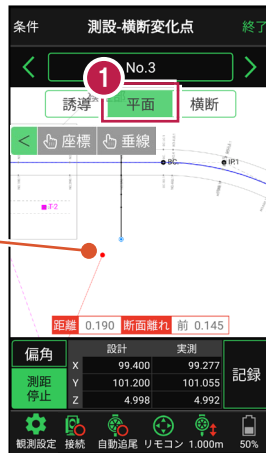 条件 測設-横断変化点 終了
< No.3 >
1
誘導 平面 横断
< 座標 垂線
BC IP.1
T-2
距離 0.190 断面離れ 前 0.145
偏角 設計 実測
X 99.400 99.277
測距停止 Y 101.200 101.055 記録
Z 4.998 4.992
観測設定 接続 自動追尾 リモコン 1.000m 50%